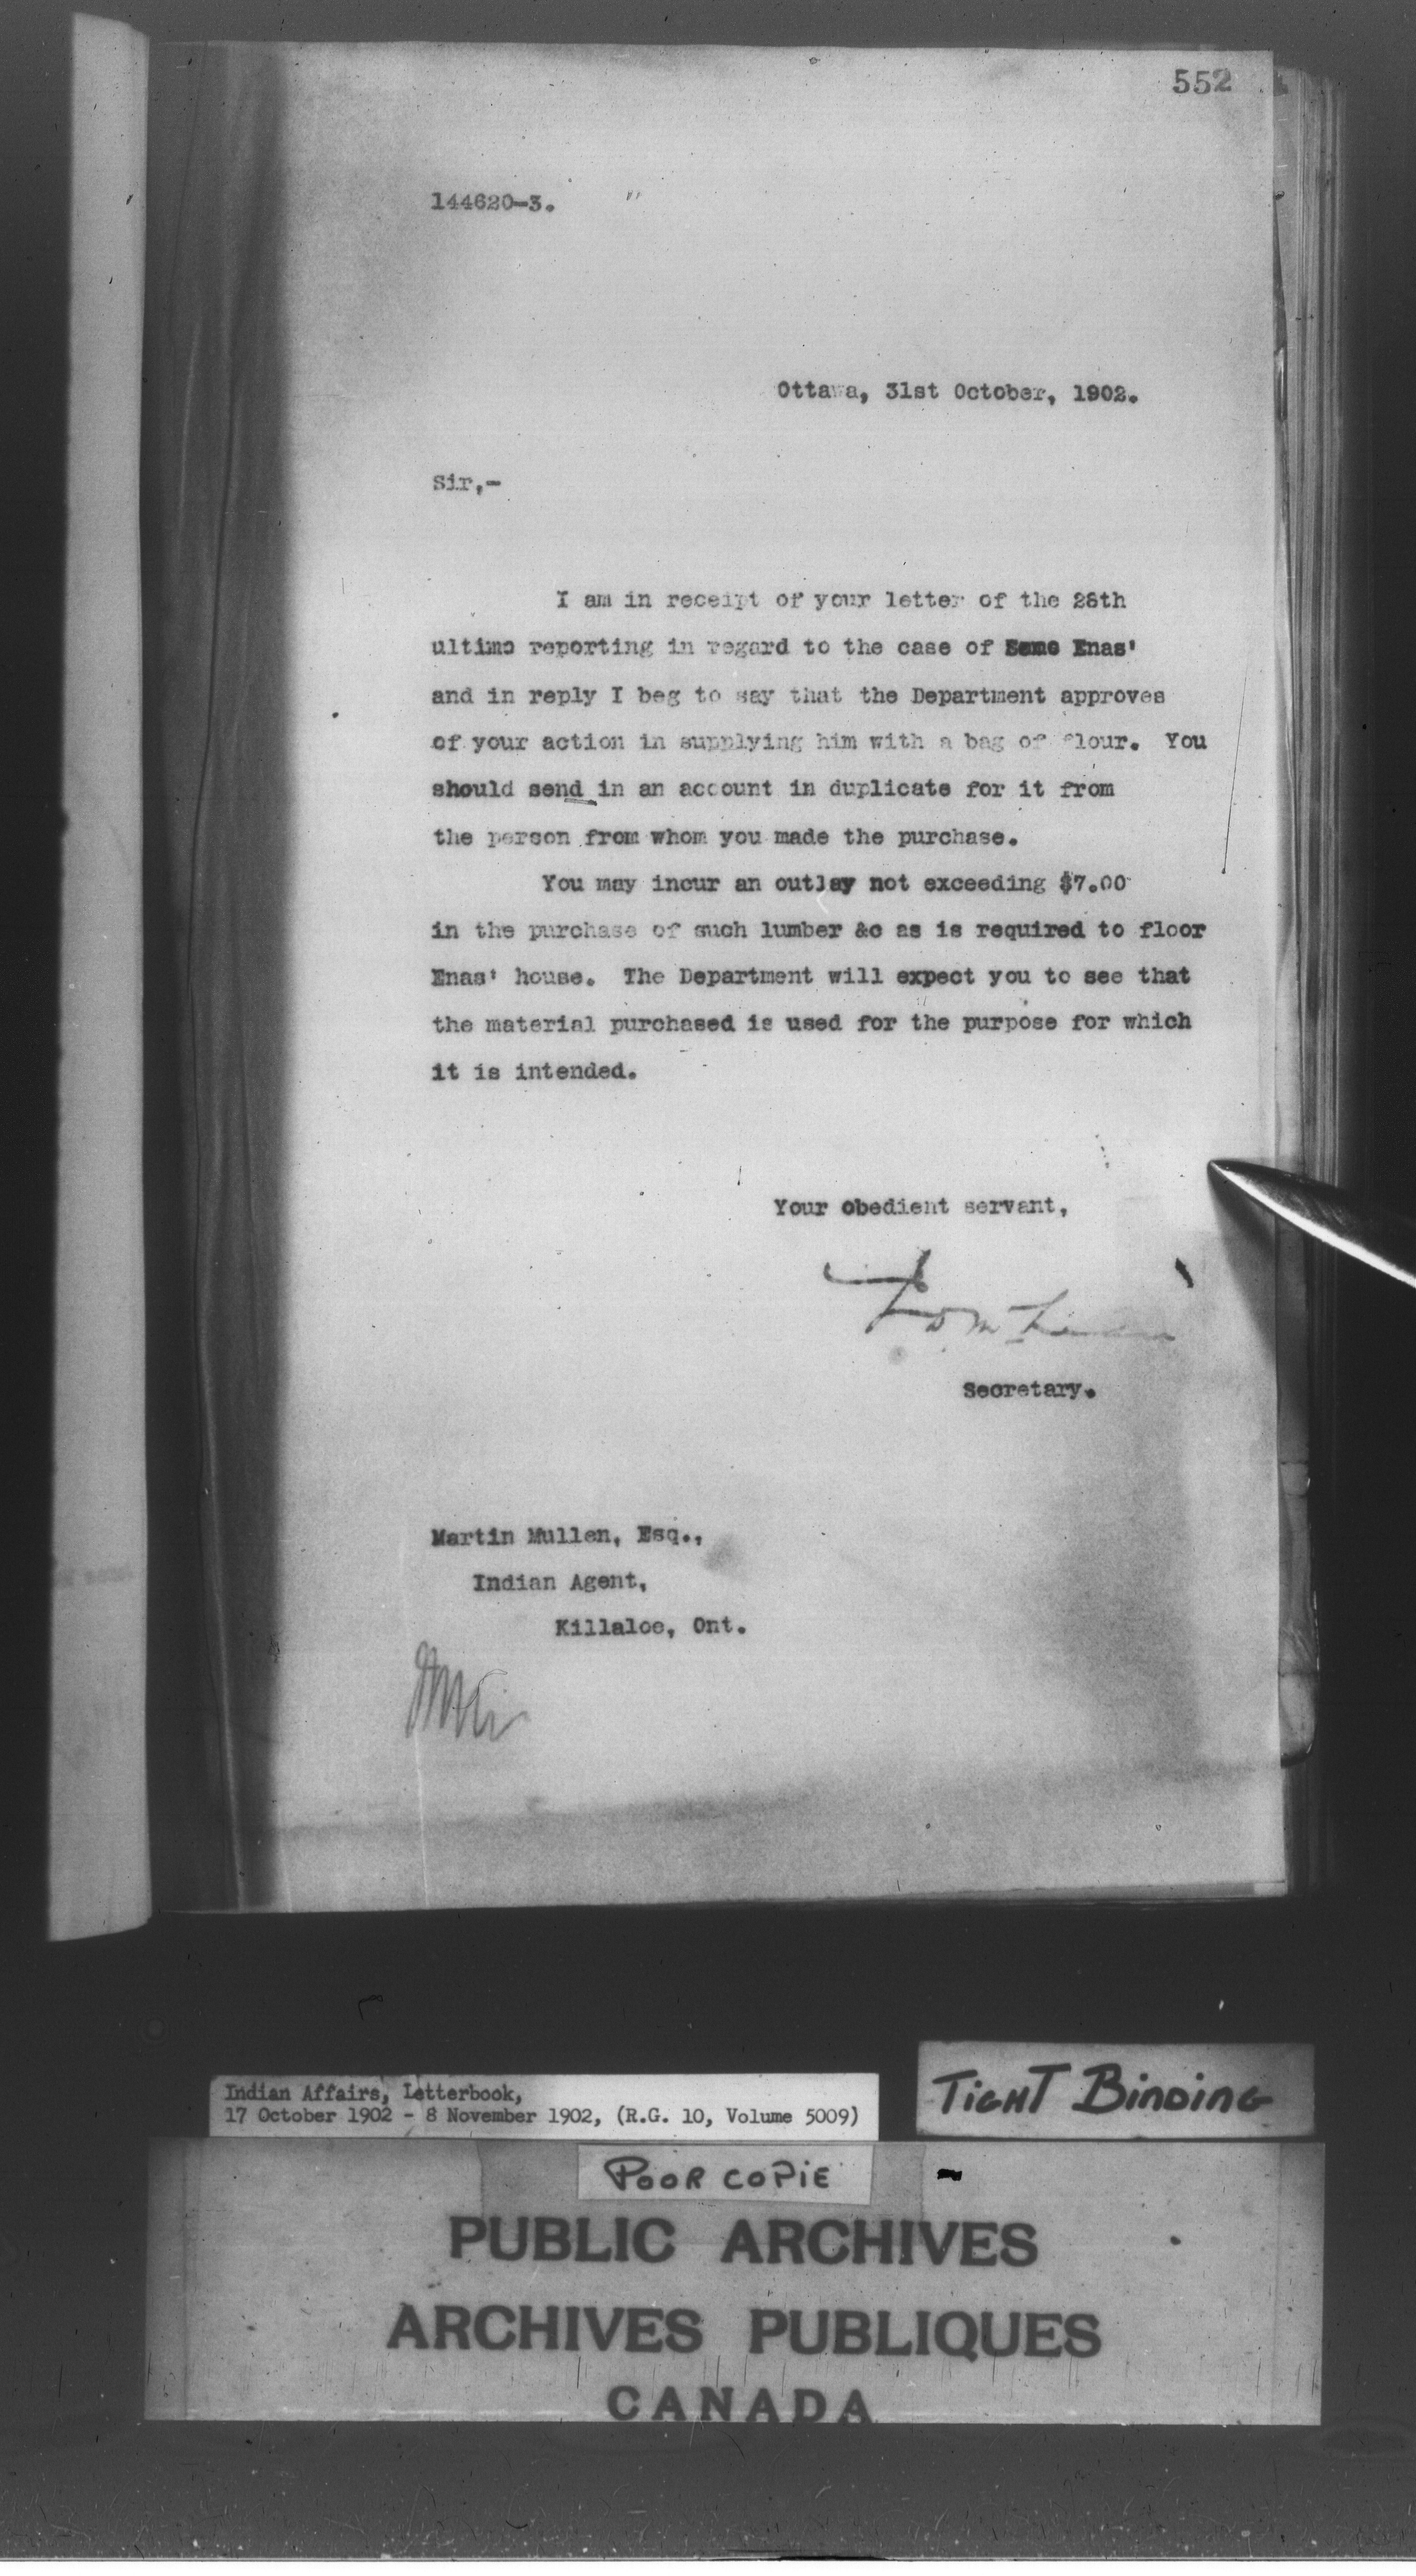 552
144620-3.
Ottawa, 31st October, 1902.
Sir,-
I am in receipt of your letter of the 28th
ultimo reporting in regard to the case of Enas'
and in reply I beg to say that the Department approves
of your action in supplying him with a bag of flour. You
should send in an account in duplicate for it from
the person from whom you made the purchase.
You may incur an outlay not exceeding $7.00
in the purchase of such lumber &c as is required to floor
Enas' house. The Department will expect you to see that
the material purchased is used for the purpose for which
it is intended.
Your obedient servant,
Secretary.
Martin Mullen, Esq.,
Indian Agent,
Killaloe, Ont.
Indian Affairs, Letterbook,
17 October 1902 - 8 November 1902, (R.G. 10, Volume 5009)
TIGHT BINDING
POOR COPIE
PUBLIC ARCHIVES
ARCHIVES PUBLIQUES
CANADA